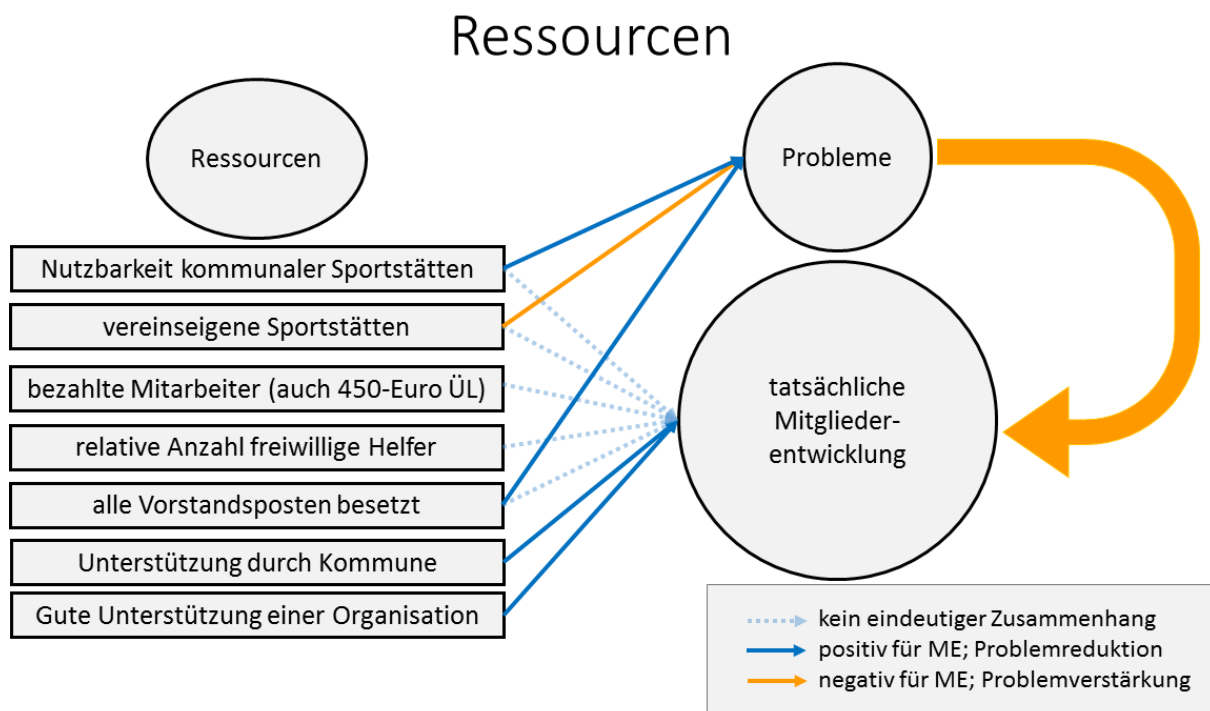 Ressourcen
Ressourcen
Probleme
Nutzbarkeit kommunaler Sportstätten
vereinseigene Sportstätten
bezahlte Mitarbeiter (auch 450-Euro ÜL)
relative Anzahl freiwillige Helfer
alle Vorstandsposten besetzt
Unterstützung durch Kommune
Gute Unterstützung einer Organisation
tatsächliche
Mitglieder-
entwicklung
kein eindeutiger Zusammenhang
positiv für ME; Problemreduktion
negativ für ME; Problemverstärkung